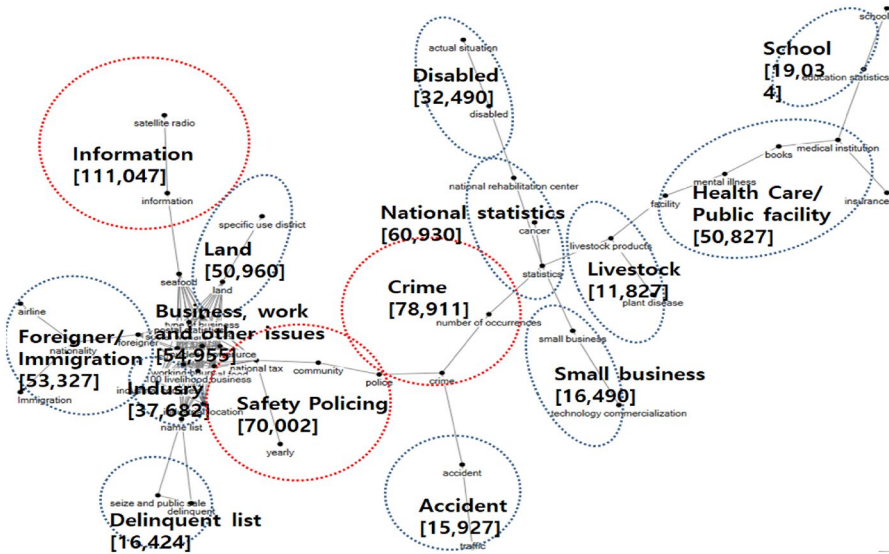 school
School
[19,03
4]
education statistics
actual situation
Disabled
[32,490]
disabled
satellite radio
Information
[111,047]
information
books
medical institution
mental illness
national rehabilitation center
facility
Health Care/
Public facility
[50,827]
insurance
specific use district
National statistics
[60,930]
cancer
Land
[50,960]
livestock products
statistics
Livestock
[11,827]
plant disease
seafood
land
Crime
[78,911]
number of occurrences
airline
Business, work
and other issues
[54,955]
foreigner
Foreigner/
Immigration
[53,327]
nationality
Immigration
small business
national tax
community
police
crime
100 livelihood business
Indusry
[37,682]
Safety Policing
[70,002]
Small business
[16,490]
technology commercialization
name list
yearly
accident
seize and public sale
delinquent
Delinquent list
[16,424]
Accident
[15,927]
traffic